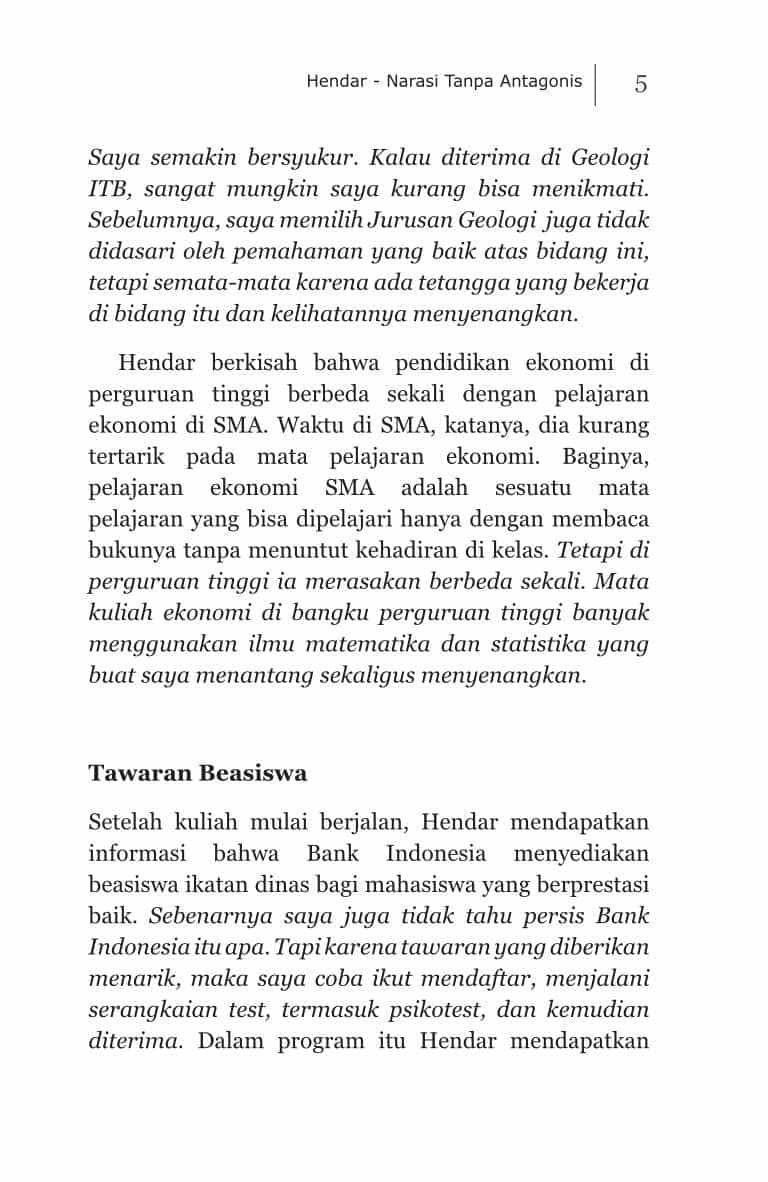 Hendar - Narasi Tanpa Antagonis 5
Saya semakin bersyukur. Kalau diterima di Geologi
ITB, sangat mungkin saya kurang bisa menikmati.
Sebelumnya, saya memilih Jurusan Geologi juga tidak
didasari oleh pemahaman yang baik atas bidang ini,
tetapi semata-mata karena ada tetangga yang bekerja
di bidang itu dan kelihatannya menyenangkan.
Hendar berkisah bahwa pendidikan ekonomi di
perguruan tinggi berbeda sekali dengan pelajaran
ekonomi di SMA. Waktu di SMA, katanya, dia kurang
tertarik pada mata pelajaran ekonomi. Baginya,
pelajaran ekonomi SMA adalah sesuatu mata
pelajaran yang bisa dipelajari hanya dengan membaca
bukunya tanpa menuntut kehadiran di kelas. Tetapi di
perguruan tinggi ia merasakan berbeda sekali. Mata
kuliah ekonomi di bangku perguruan tinggi banyak
menggunakan ilmu matematika dan statistika yang
buat saya menantang sekaligus menyenangkan.
Tawaran Beasiswa
Setelah kuliah mulai berjalan, Hendar mendapatkan
informasi bahwa Bank Indonesia menyediakan
beasiswa ikatan dinas bagi mahasiswa yang berprestasi
baik. Sebenarnya saya juga tidak tahu persis Bank
Indonesia itu apa. Tapi karena tawaran yang diberikan
menarik, maka saya coba ikut mendaftar, menjalani
serangkaian test, termasuk psikotest, dan kemudian
diterima. Dalam program itu Hendar mendapatkan